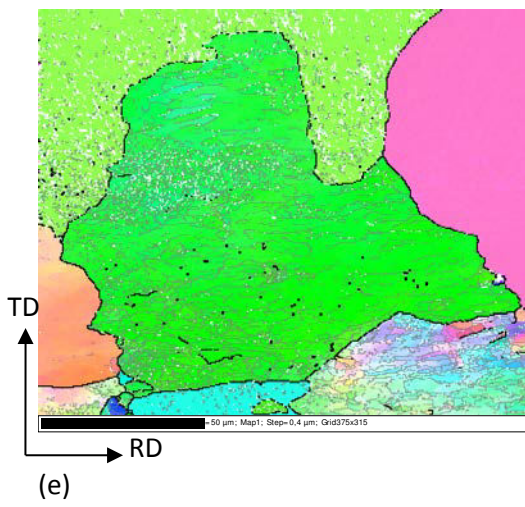 TD
=50 µm; Map1; Step=0,4 µm; Grid375x315
RD
(e)